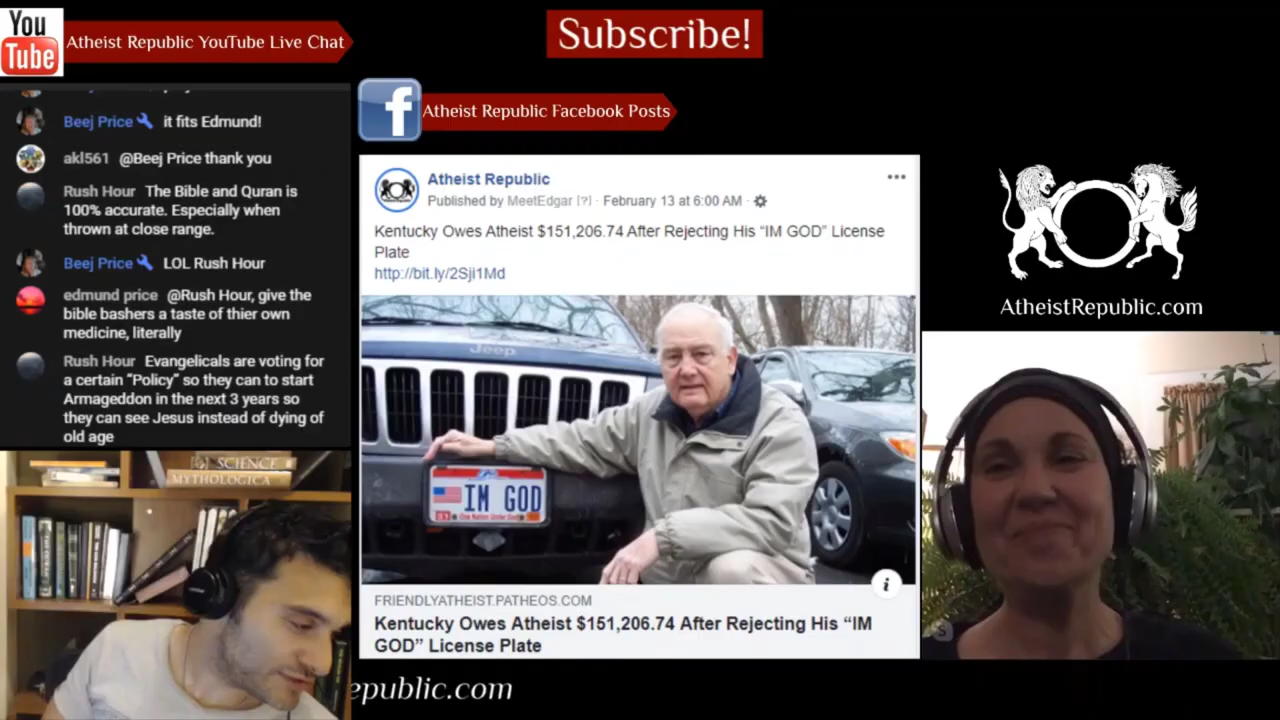 You
Tube
Atheist Republic YouTube Live Chat
Subscribe!
Beej Price it fits Edmund!
akl561 @Beej Price thank you
Rush Hour The Bible and Quran is
100% accurate. Especially when
thrown at close range.
Beej Price LOL Rush Hour
edmund price @Rush Hour, give the
bible bashers a taste of thier own
medicine, literally
Rush Hour Evangelicals are voting for
a certain “Policy” so they can to start
Armageddon in the next 3 years so
they can see Jesus instead of dying of
old age
f
Atheist Republic Facebook Posts
Atheist Republic
Published by MeetEdgar [?] · February 13 at 6:00 AM ·
Kentucky Owes Atheist $151,206.74 After Rejecting His “IM GOD” License
Plate
http://bit.ly/2Sji1Md
Jeep
IM GOD
One Nation Under God
i
FRIENDLYATHEIST.PATHEOS.COM
Kentucky Owes Atheist $151,206.74 After Rejecting His “IM
GOD” License Plate
AtheistRepublic.com
S
SCIENCE
MYTHOLOGICA
epublic.com